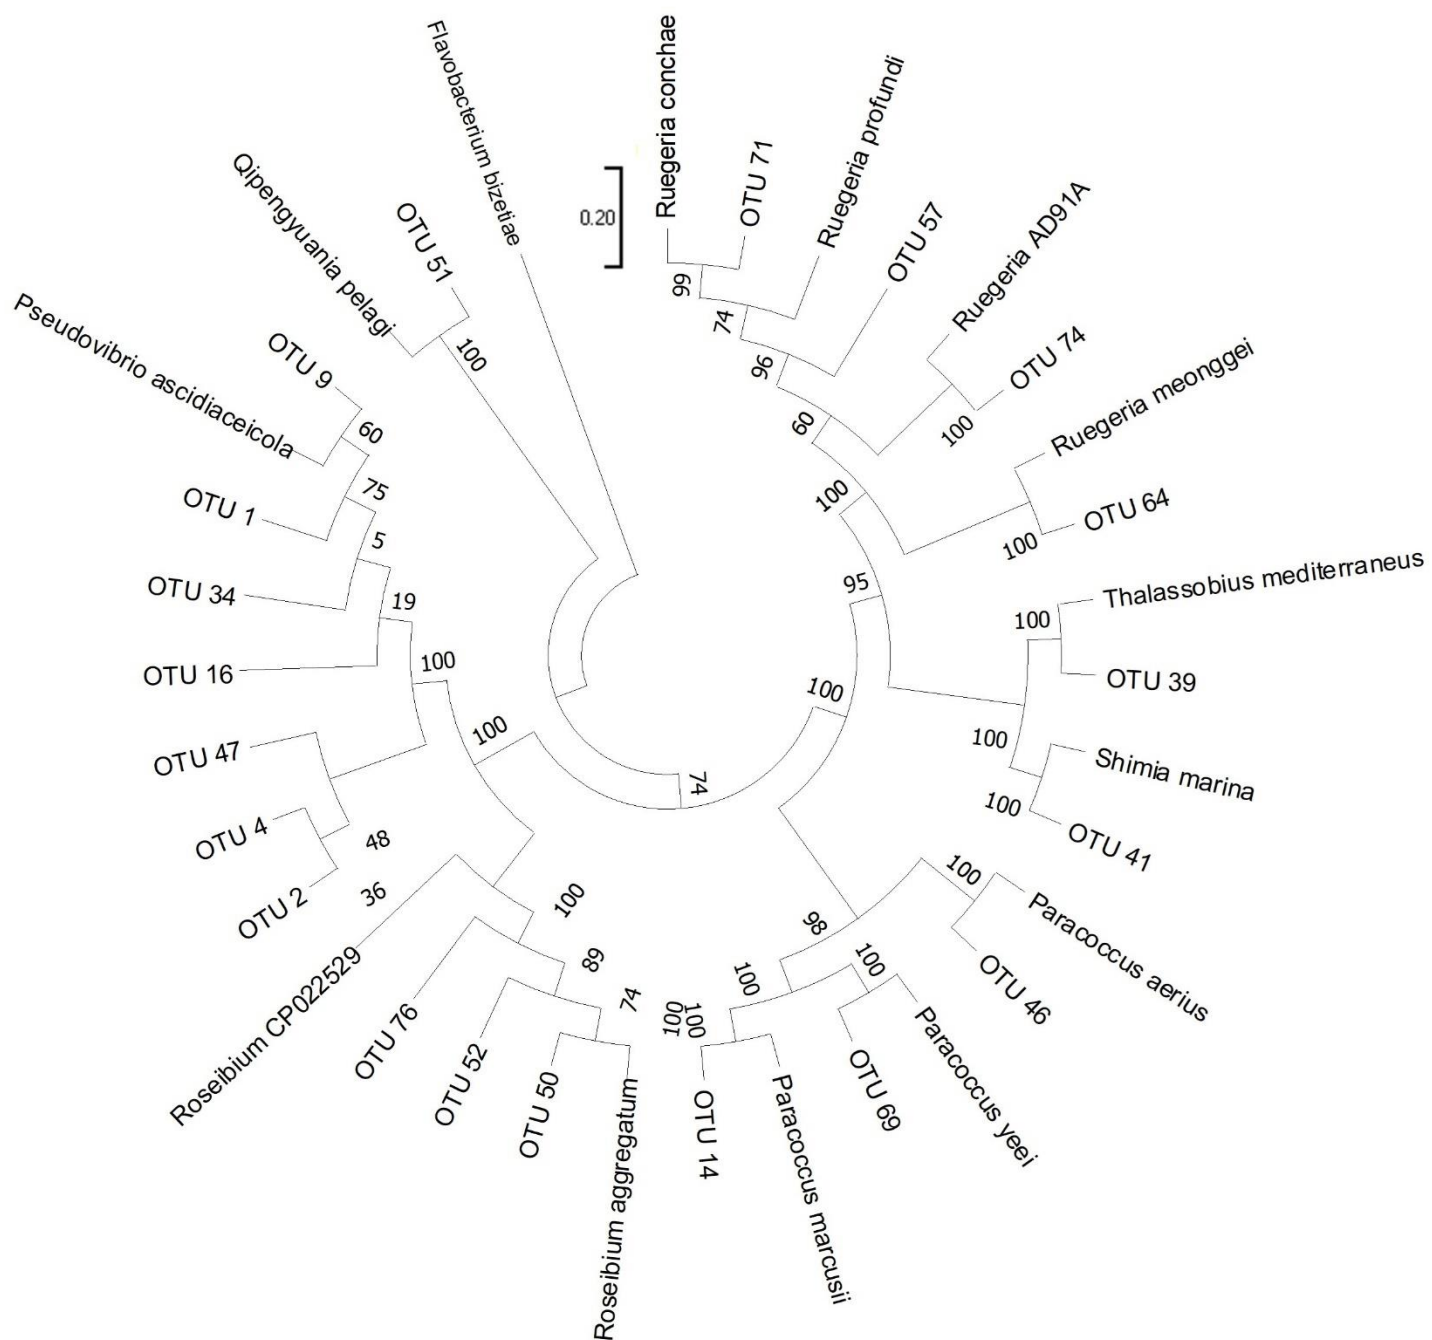 Flavobacterium bizetiae
0.20
Ruegeria conchae
OTU 71
Ruegeria profundi
OTU 57
Ruegeria AD91A
OTU 74
Ruegeria meonggei
OTU 64
Thalassobius mediterraneus
OTU 39
Shimia marina
OTU 41
Paracoccus aerius
OTU 46
Paracoccus yeei
OTU 69
Paracoccus marcusii
OTU 14
Roseibium aggregatum
OTU 50
OTU 52
OTU 76
Roseibium CP022529
OTU 2
OTU 4
OTU 47
OTU 16
OTU 34
OTU 1
Pseudovibrio ascidiaceicola
OTU 9
Qipengyuania pelagi
OTU 51
99
74
96
60
100
100
100
95
100
100
100
100
100
98
100
100
100
100
74
89
100
36
48
100
100
19
5
75
60
100
74